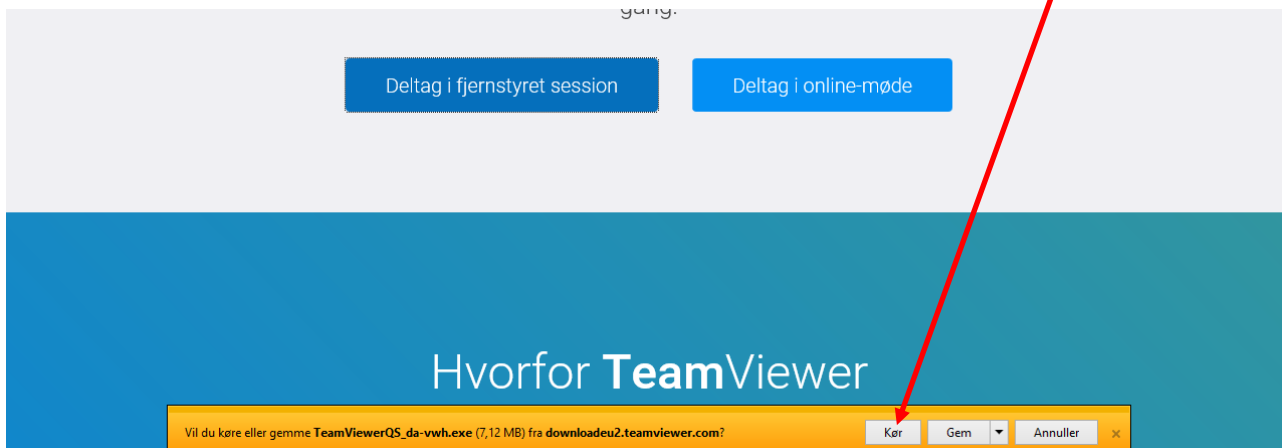 gang.
Deltag i fjernstyret session
Deltag i online-møde
Hvorfor TeamViewer
Vil du køre eller gemme TeamViewerQS_da-vwh.exe (7,12 MB) fra downloadeu2.teamviewer.com?
Kør
Gem
Annuller